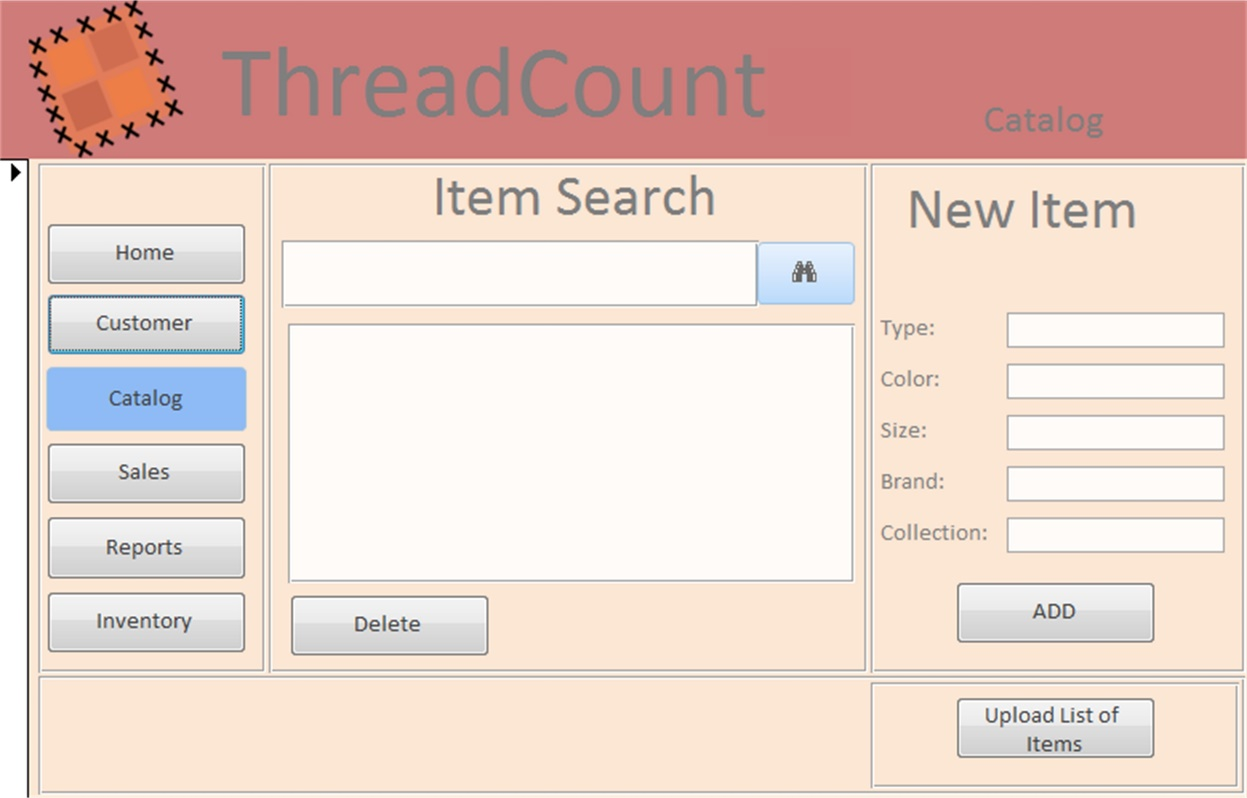 ThreadCount
Catalog
Home
Customer
Catalog
Sales
Reports
Inventory
Item Search
Delete
New Item
Type:
Color:
Size:
Brand:
Collection:
ADD
Upload List of
Items